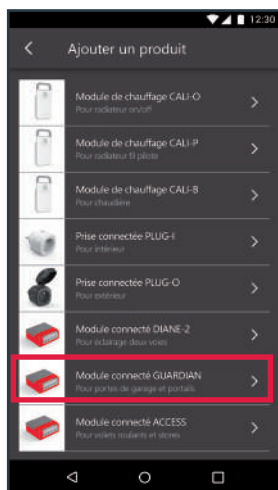 12:30
Ajouter un produit
Module de chauffage CALI-O
Pour radiateur on/off
Module de chauffage CALI-P
Pour radiateur fil pilote
Module de chauffage CALI-B
Pour chaudière
Prise connectée PLUG-I
Pour intérieur
Prise connectée PLUG-O
Pour extérieur
Module connecté DIANE-2
Pour éclairage deux voies
Module connecté GUARDIAN
Pour portes de garage et portails
Module connecté ACCESS
Pour volets roulants et stores